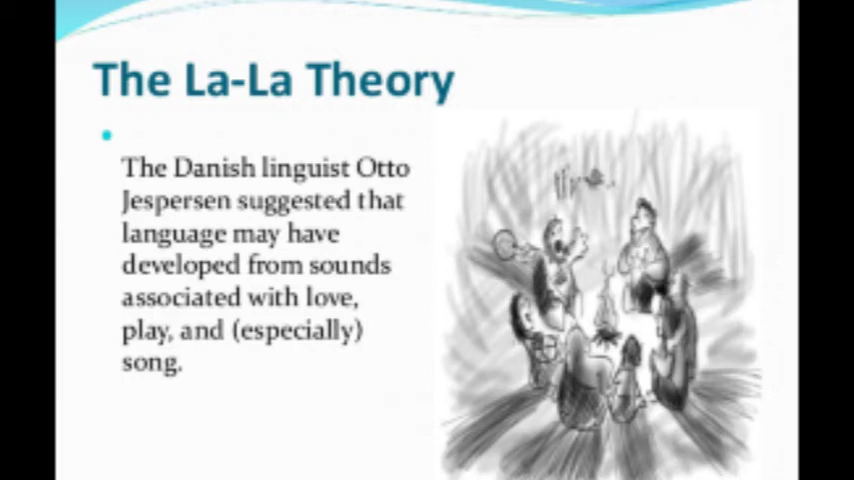 The La-La Theory
The Danish linguist Otto
Jespersen suggested that
language may have
developed from sounds
associated with love,
play, and (especially)
song.